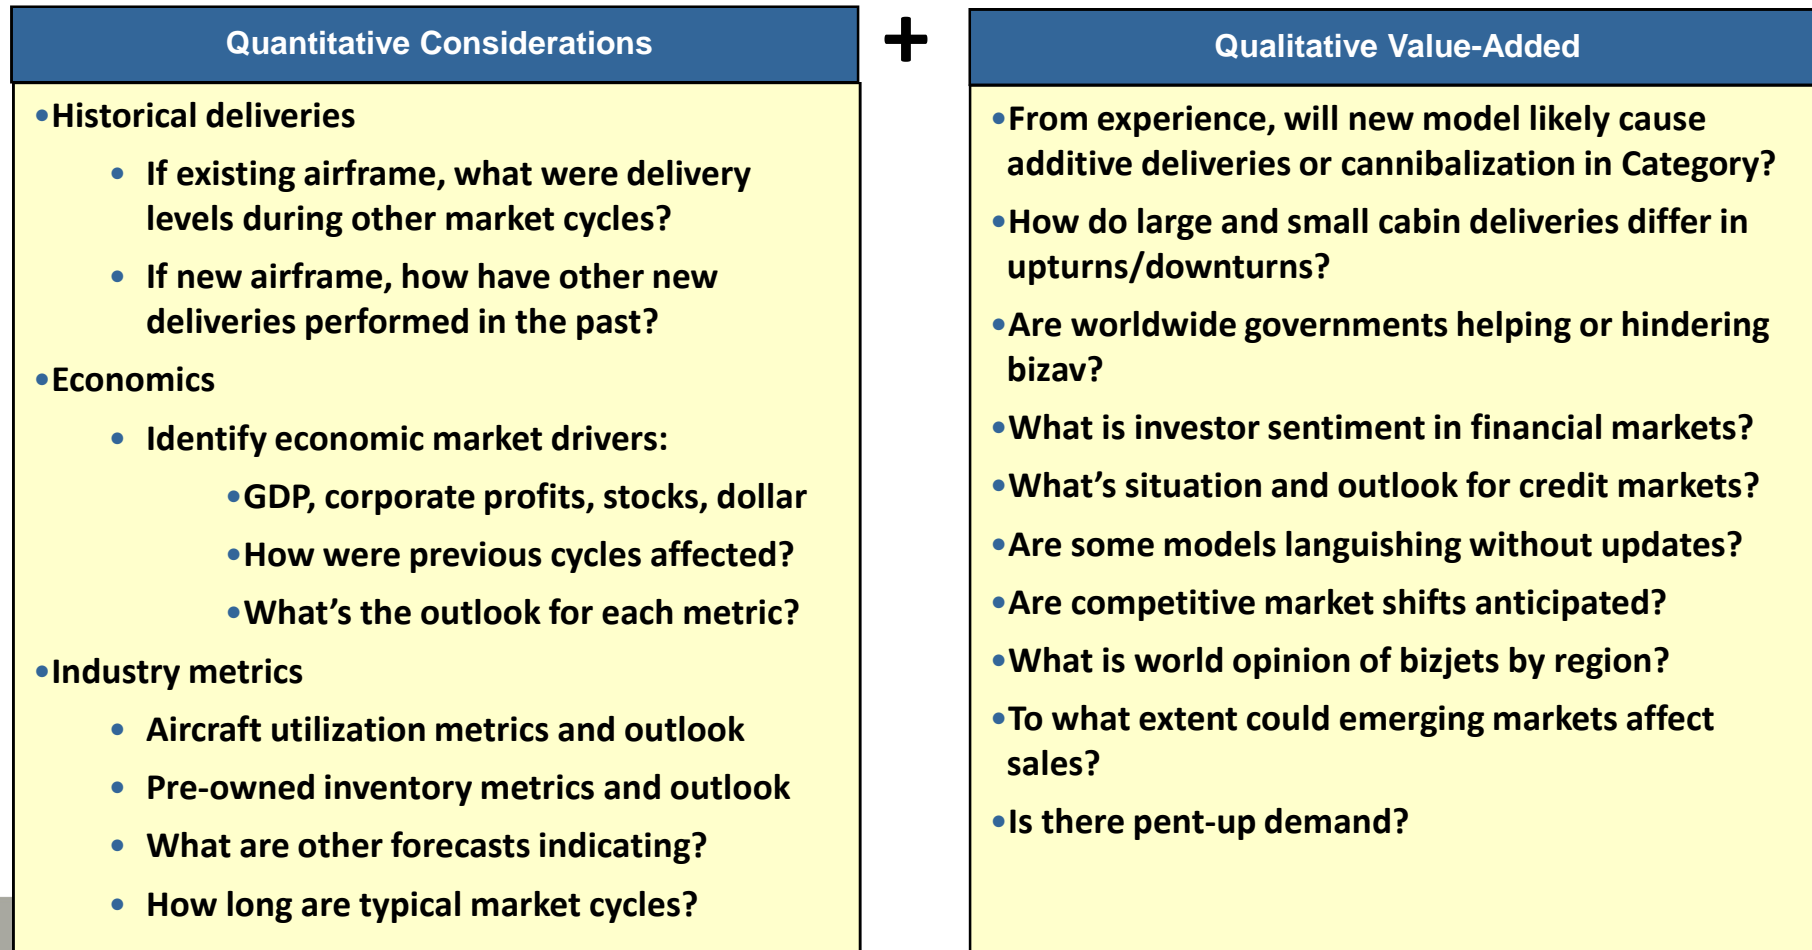 Quantitative Considerations
•Historical deliveries
• If existing airframe, what were delivery
levels during other market cycles?
• If new airframe, how have other new
deliveries performed in the past?
•Economics
• Identify economic market drivers:
•GDP, corporate profits, stocks, dollar
•How were previous cycles affected?
•What’s the outlook for each metric?
•Industry metrics
• Aircraft utilization metrics and outlook
• Pre-owned inventory metrics and outlook
• What are other forecasts indicating?
• How long are typical market cycles?
+
Qualitative Value-Added
•From experience, will new model likely cause
additive deliveries or cannibalization in Category?
•How do large and small cabin deliveries differ in
upturns/downturns?
•Are worldwide governments helping or hindering
bizav?
•What is investor sentiment in financial markets?
•What’s situation and outlook for credit markets?
•Are some models languishing without updates?
•Are competitive market shifts anticipated?
•What is world opinion of bizjets by region?
•To what extent could emerging markets affect
sales?
•Is there pent-up demand?